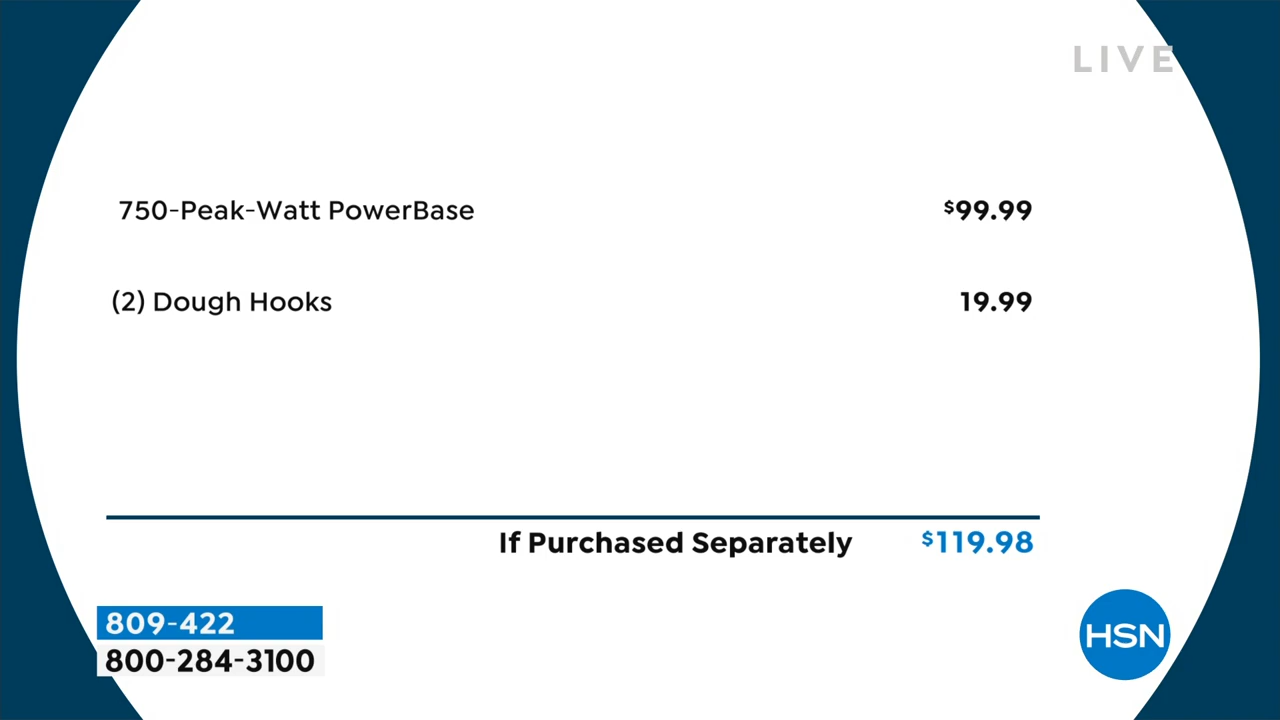 LIVE
750-Peak-Watt PowerBase $99.99
(2) Dough Hooks 19.99
If Purchased Separately $119.98
809-422
800-284-3100
HSN